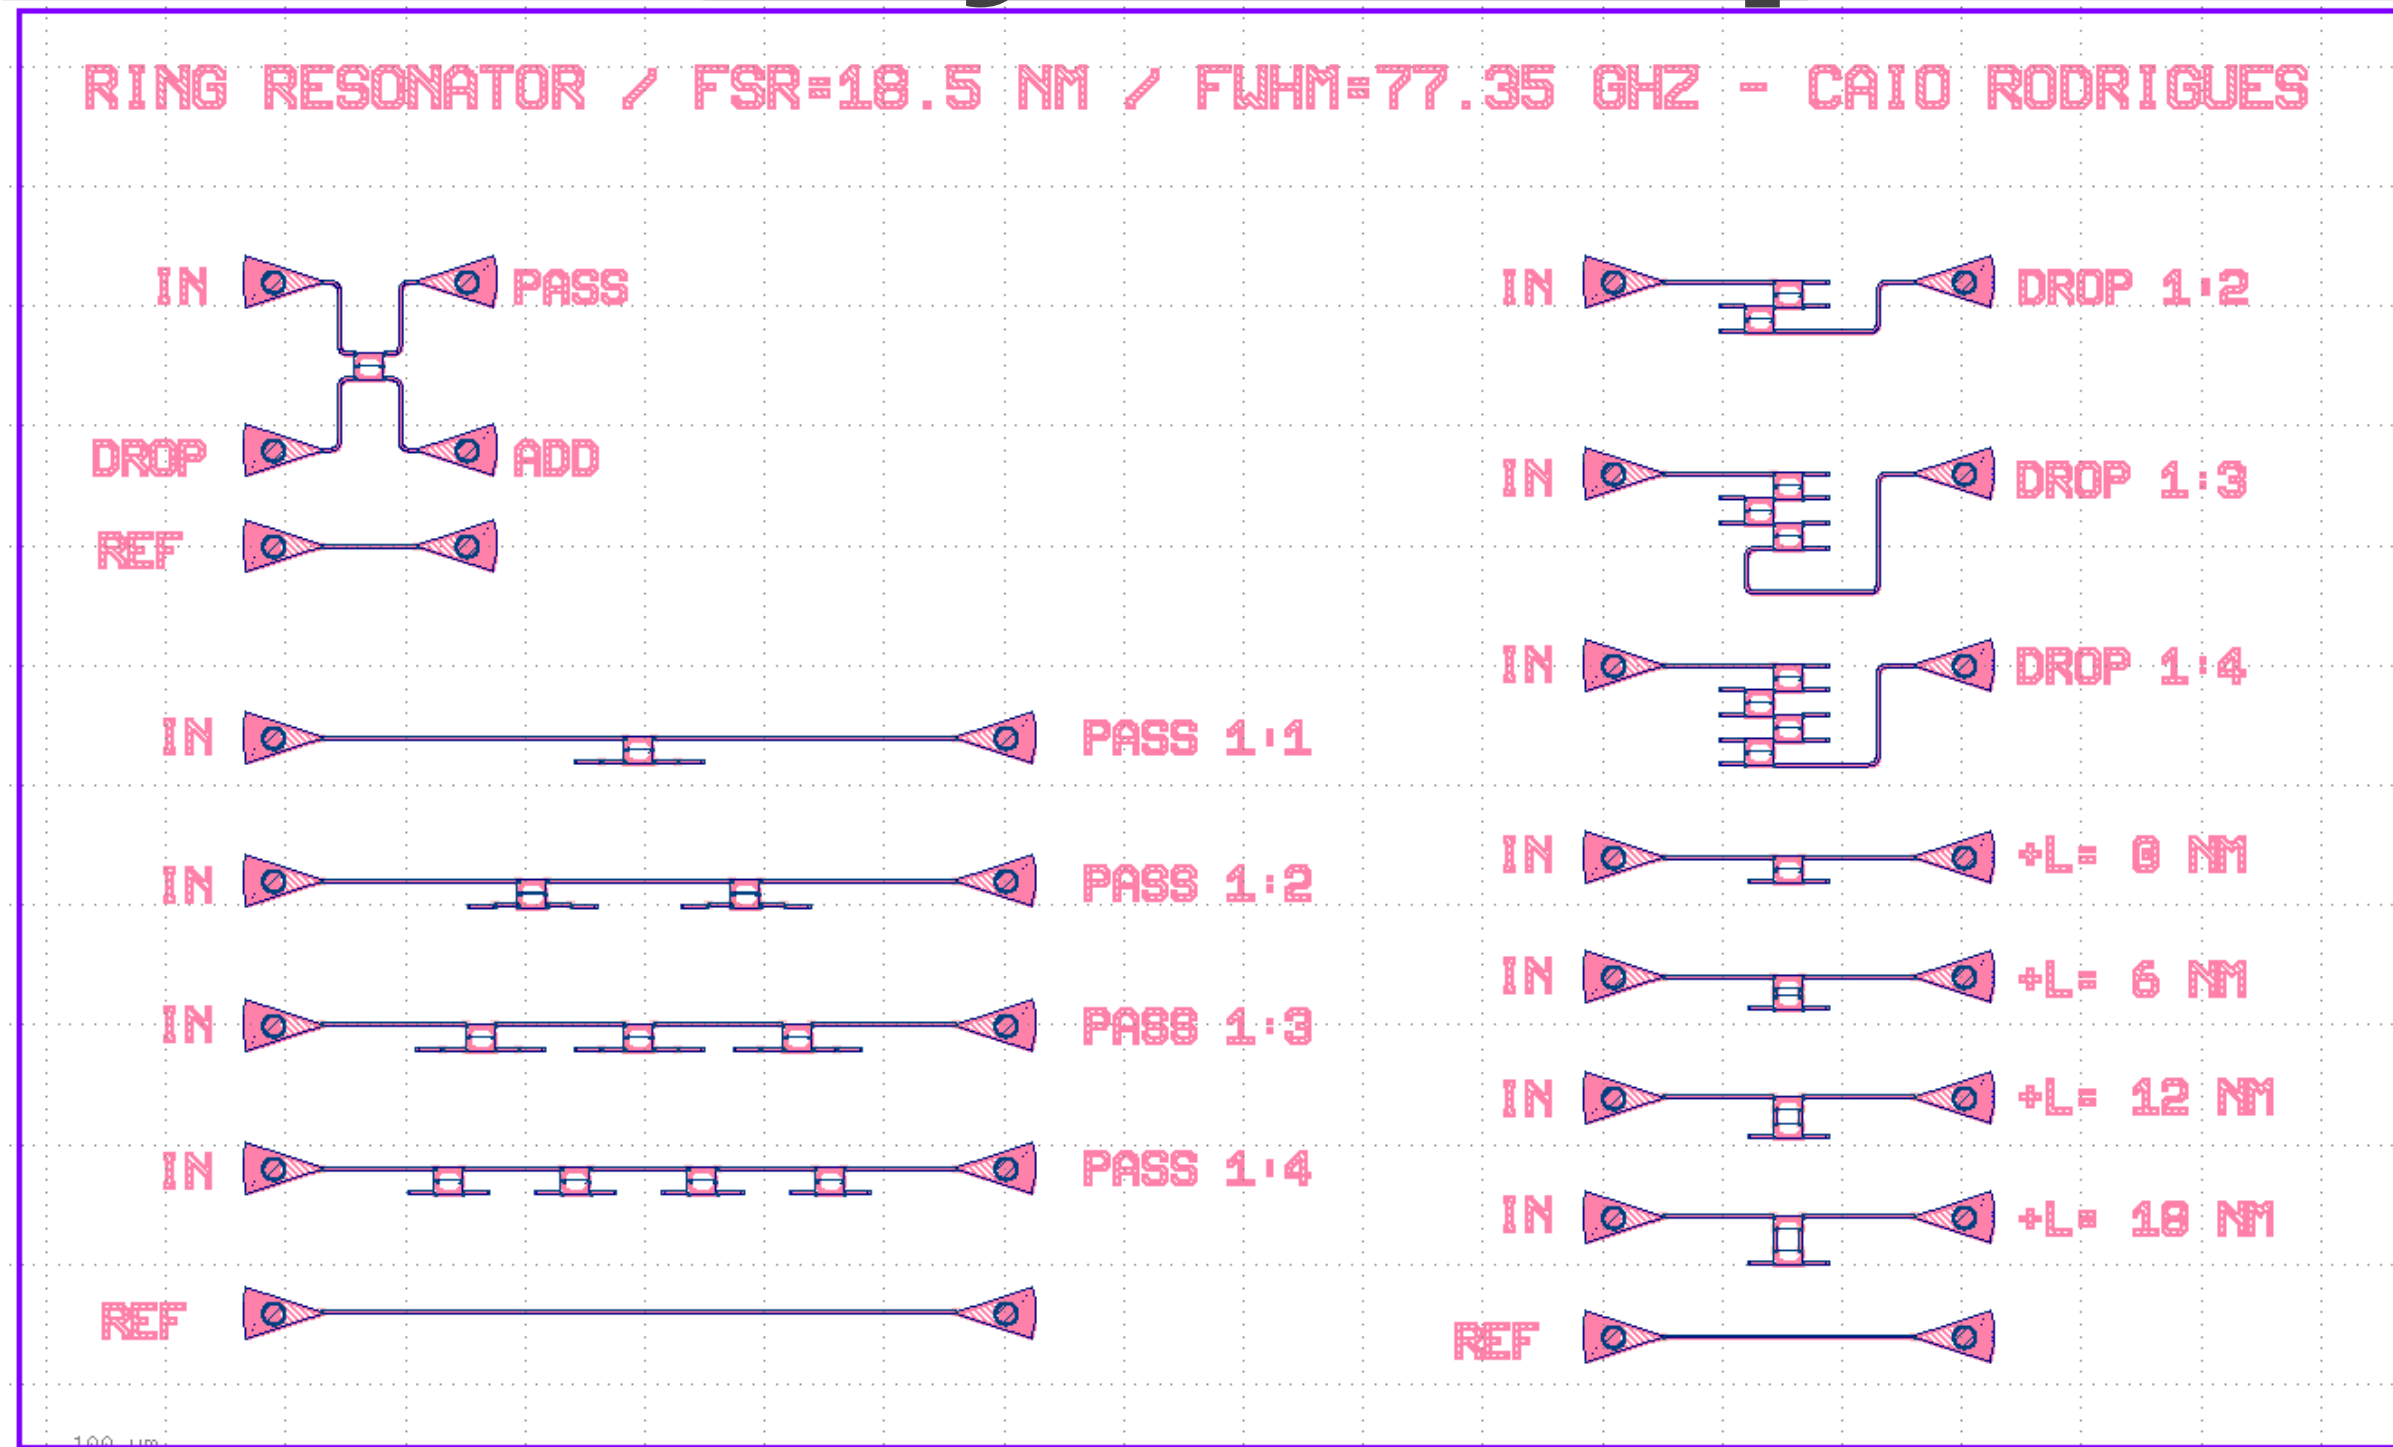 RING RESONATOR / FSR=18.5 NM / FWHM=77.35 GHZ - CAIO RODRIGUES
IN PASS
DROP ADD
REF
IN PASS 1:1
IN PASS 1:2
IN PASS 1:3
IN PASS 1:4
REF
IN DROP 1:2
IN DROP 1:3
IN DROP 1:4
IN +L= 0 NM
IN +L= 6 NM
IN +L= 12 NM
IN +L= 18 NM
REF
100 µm